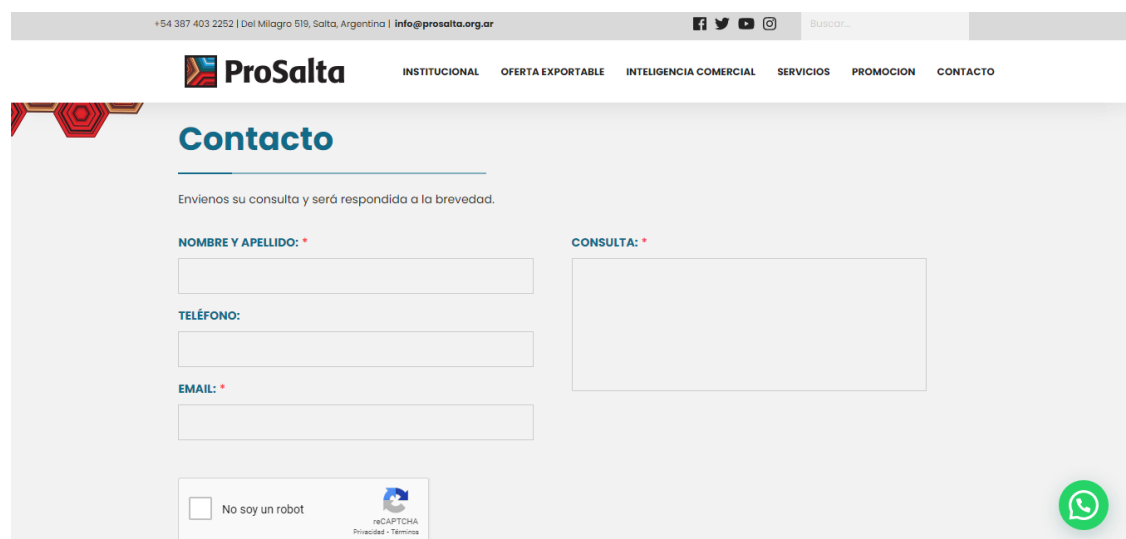 +54 387 403 2252 | Del Milagro 519, Salta, Argentina | info@prosalta.org.ar
Buscar...
ProSalta
INSTITUCIONAL OFERTA EXPORTABLE INTELIGENCIA COMERCIAL SERVICIOS PROMOCION CONTACTO
Contacto
Envienos su consulta y será respondida a la brevedad.
NOMBRE Y APELLIDO: *
CONSULTA: *
TELÉFONO:
EMAIL: *
No soy un robot
reCAPTCHA
Privacidad - Términos